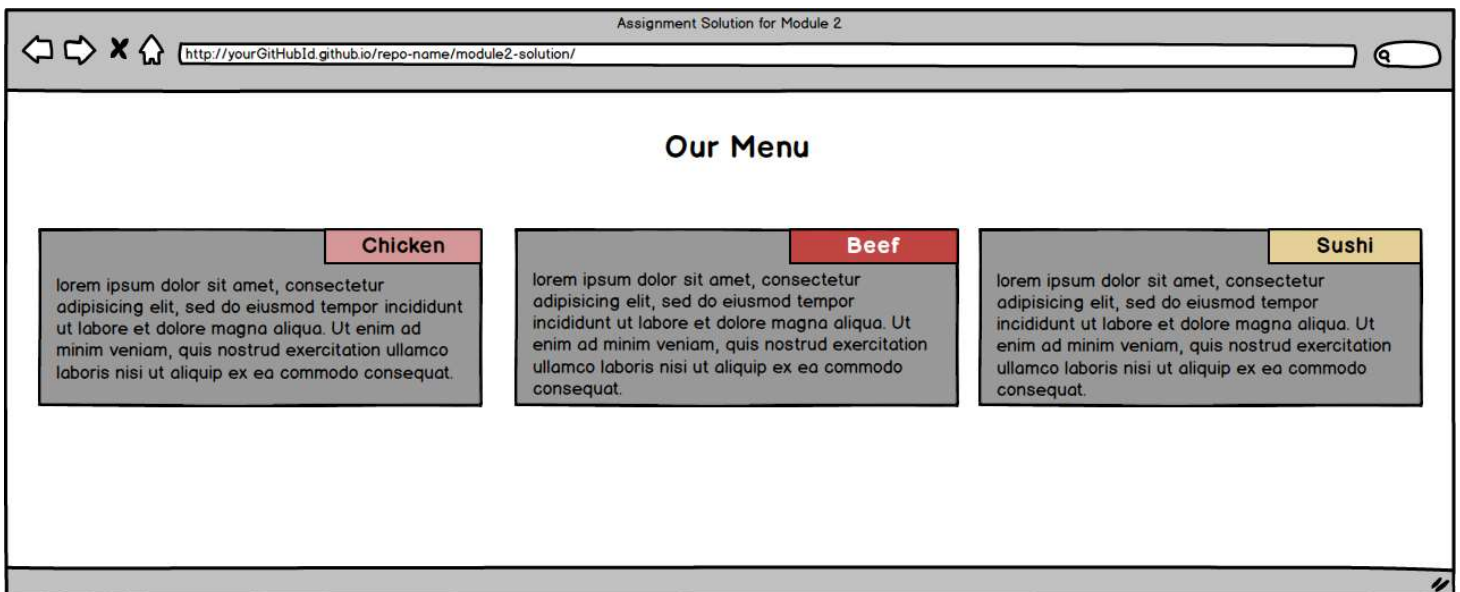 Assignment Solution for Module 2
http://yourGitHubId.github.io/repo-name/module2-solution/
Our Menu
Chicken
lorem ipsum dolor sit amet, consectetur
adipisicing elit, sed do eiusmod tempor incididunt
ut labore et dolore magna aliqua. Ut enim ad
minim veniam, quis nostrud exercitation ullamco
laboris nisi ut aliquip ex ea commodo consequat.
Beef
lorem ipsum dolor sit amet, consectetur
adipisicing elit, sed do eiusmod tempor
incididunt ut labore et dolore magna aliqua. Ut
enim ad minim veniam, quis nostrud exercitation
ullamco laboris nisi ut aliquip ex ea commodo
consequat.
Sushi
lorem ipsum dolor sit amet, consectetur
adipisicing elit, sed do eiusmod tempor
incididunt ut labore et dolore magna aliqua. Ut
enim ad minim veniam, quis nostrud exercitation
ullamco laboris nisi ut aliquip ex ea commodo
consequat.